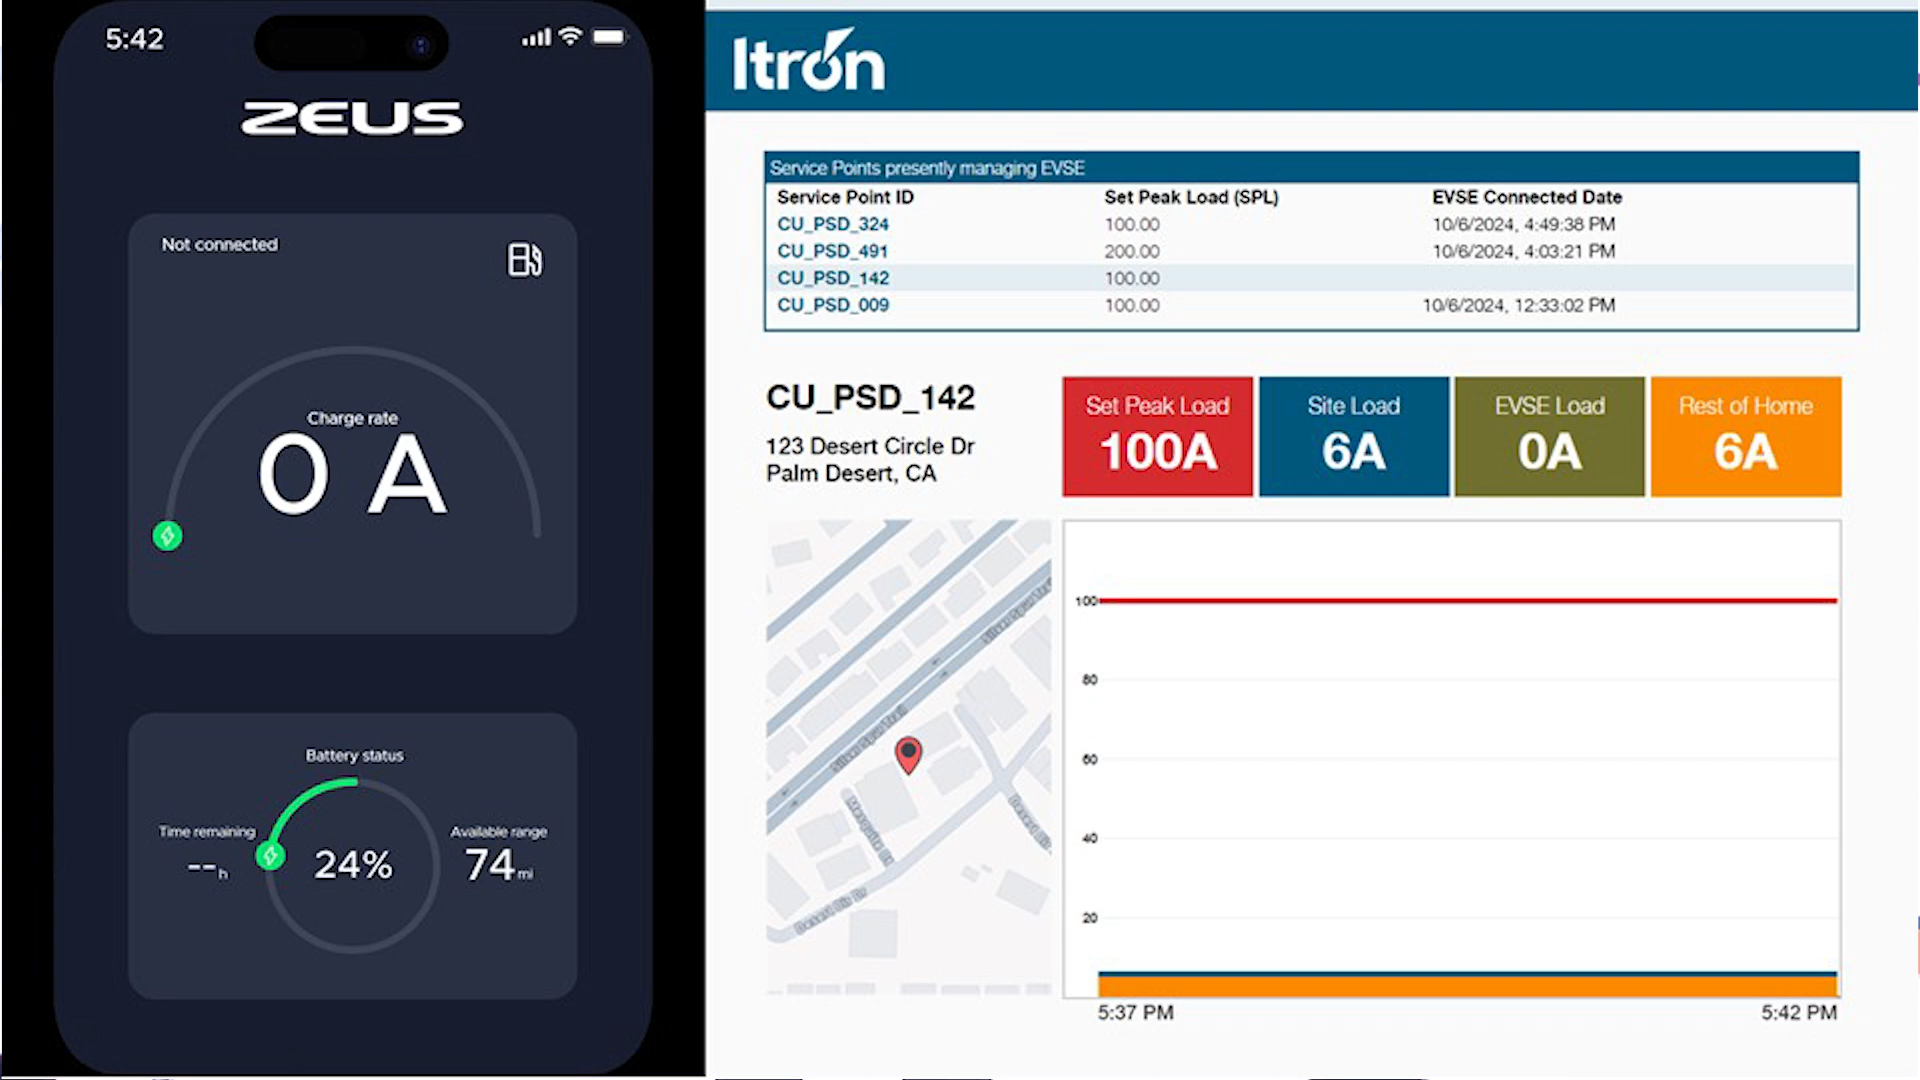 5:42
ZEUS
Not connected
Charge rate
0 A
Battery status
Time remaining
--h
24%
Available range
74 mi
Itron
Service Points presently managing EVSE
Service Point ID Set Peak Load (SPL) EVSE Connected Date
CU_PSD_324 100.00 10/6/2024, 4:49:38 PM
CU_PSD_491 200.00 10/6/2024, 4:03:21 PM
CU_PSD_142 100.00
CU_PSD_009 100.00 10/6/2024, 12:33:02 PM
CU_PSD_142
123 Desert Circle Dr
Palm Desert, CA
Set Peak Load
100A
Site Load
6A
EVSE Load
0A
Rest of Home
6A
100
80
60
40
20
5:37 PM 5:42 PM
Desert Cir Dr